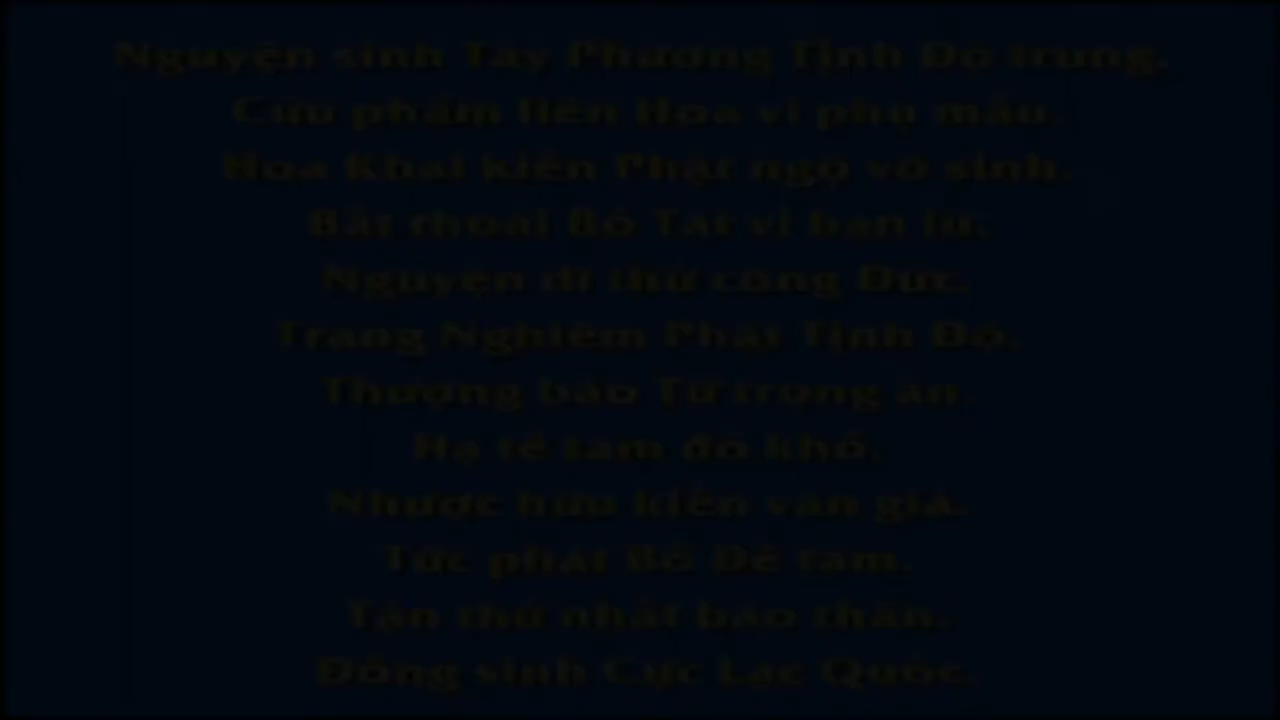 Nguyện sinh Tây Phương Tịnh Độ trung.
Cửu phẩm liên Hoa vi phụ mẫu.
Hoa Khai kiến Phật ngộ vô sinh.
Bất thoái Bồ Tát vi bạn lữ.
Nguyện dĩ thử công Đức.
Trang Nghiêm Phật Tịnh Độ.
Thượng báo Tứ trọng ân.
Hạ tế tam đồ khổ.
Nhược hữu kiến văn giả.
Tức phát Bồ Đề tâm.
Tận thử nhất báo thân.
Đồng sinh Cực Lạc Quốc.